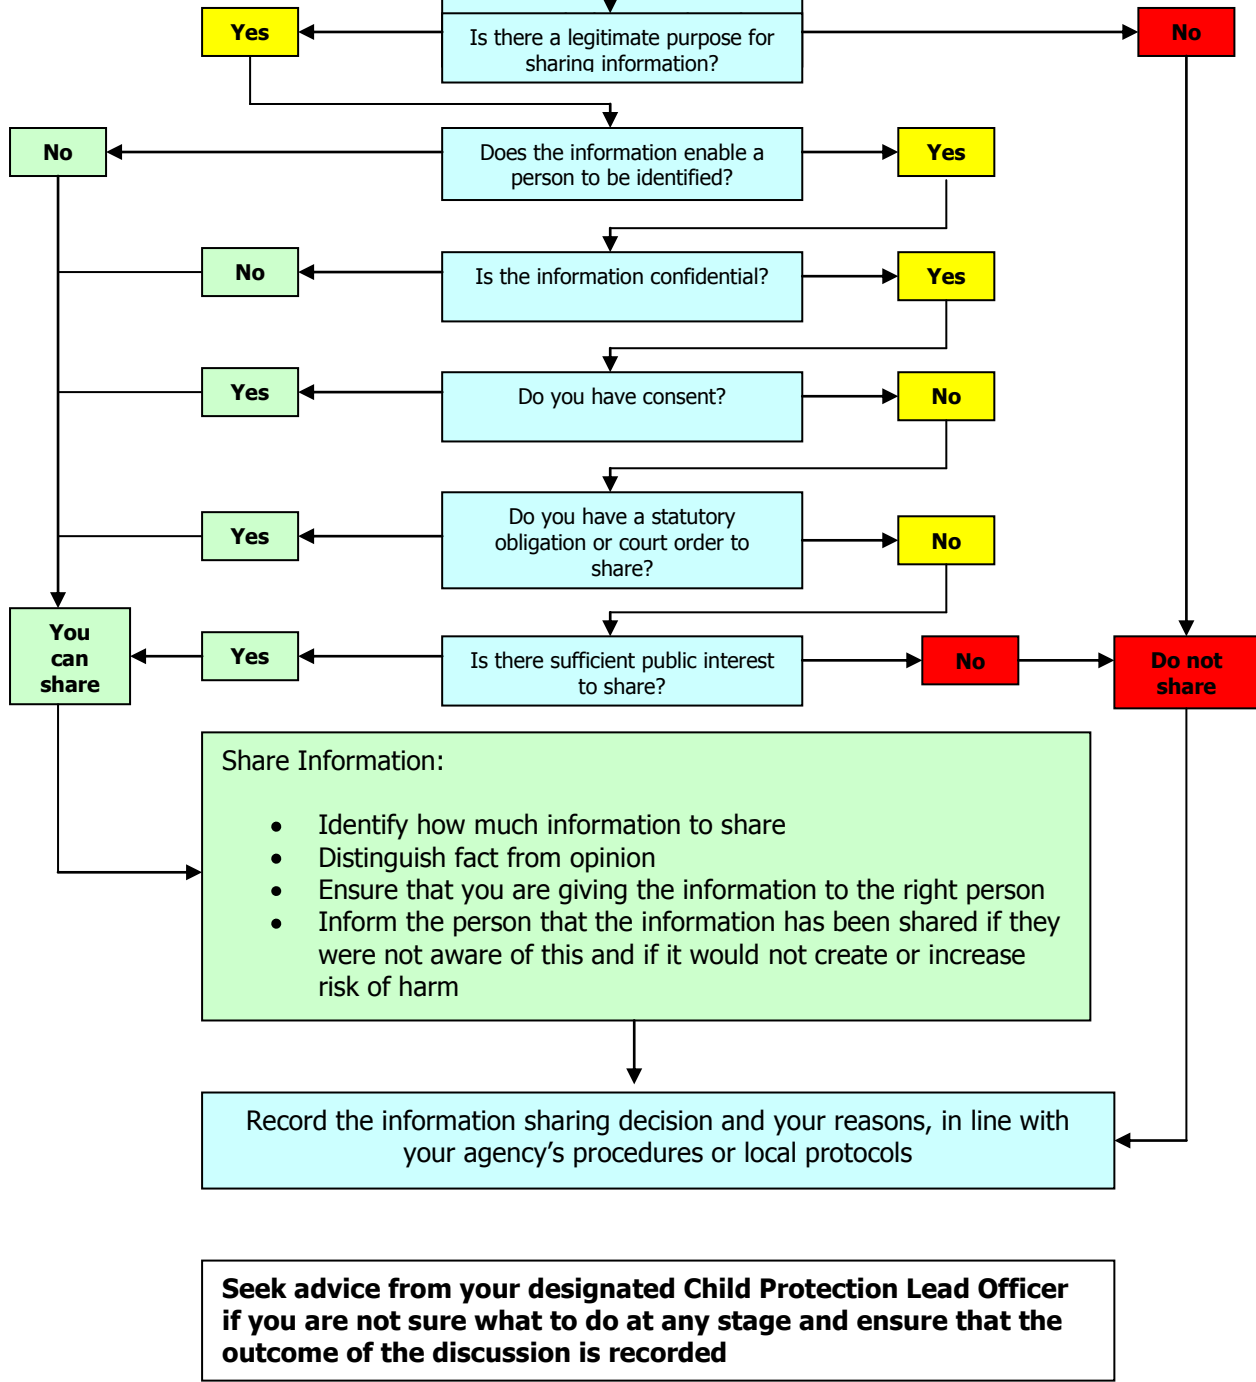 Yes
Is there a legitimate purpose for
sharing information?
No
No
Does the information enable a
person to be identified?
Yes
No
Is the information confidential?
Yes
Yes
Do you have consent?
No
Yes
Do you have a statutory
obligation or court order to
share?
No
You
can
share
Yes
Is there sufficient public interest
to share?
No
Do not
share
Share Information:
• Identify how much information to share
• Distinguish fact from opinion
• Ensure that you are giving the information to the right person
• Inform the person that the information has been shared if they
were not aware of this and if it would not create or increase
risk of harm
Record the information sharing decision and your reasons, in line with
your agency’s procedures or local protocols
Seek advice from your designated Child Protection Lead Officer
if you are not sure what to do at any stage and ensure that the
outcome of the discussion is recorded